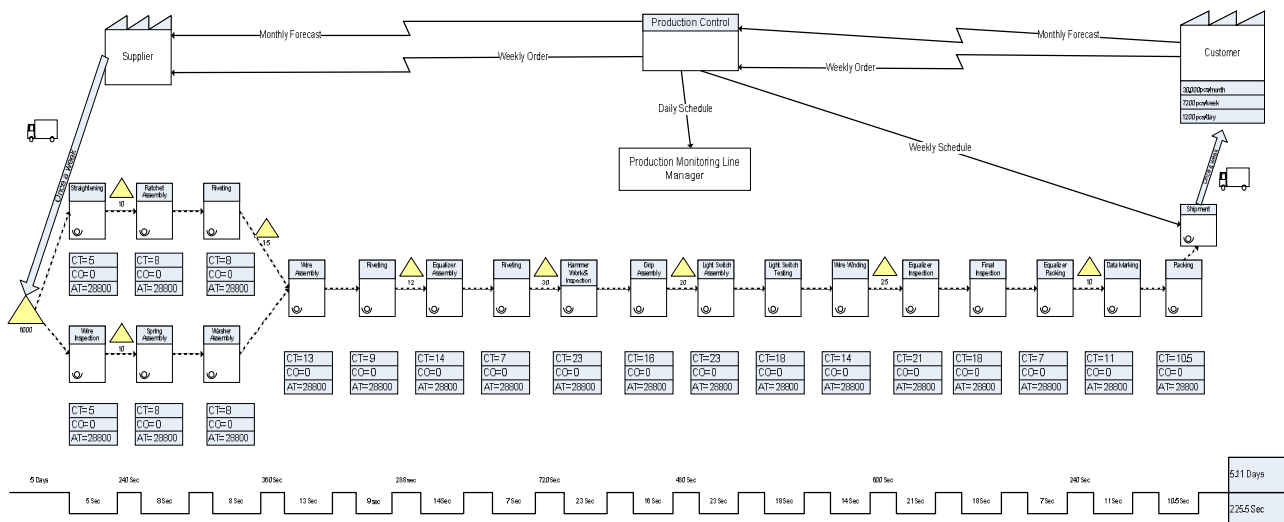 Production Control
Supplier
Monthly Forecast
Monthly Forecast
Customer
Weekly Order
Weekly Order
30,000pcs/month
7200 pcs/week
1200 pcs/day
Daily Schedule
Weekly Schedule
Production Monitoring Line
Manager
Once a Week
Once a Week
Straightening
Ratchet
Assembly
Riveting
Shipment
10
15
CT=5
CO=0
AT=28800
CT=8
CO=0
AT=28800
CT=8
CO=0
AT=28800
Wire
Assembly
Riveting
Equalizer
Assembly
Riveting
Hammer
Work&
Inspection
Grip
Assembly
Light Switch
Assembly
Light Switch
Testing
Wire Winding
Equalizer
Inspection
Final
Inspection
Equalizer
Packing
Data Marking
Packing
12
30
20
25
10
6000
Wire
Inspection
Spring
Assembly
Washer
Assembly
10
CT=13
CO=0
AT=28800
CT=9
CO=0
AT=28800
CT=14
CO=0
AT=28800
CT=7
CO=0
AT=28800
CT=23
CO=0
AT=28800
CT=16
CO=0
AT=28800
CT=23
CO=0
AT=28800
CT=18
CO=0
AT=28800
CT=14
CO=0
AT=28800
CT=21
CO=0
AT=28800
CT=18
CO=0
AT=28800
CT=7
CO=0
AT=28800
CT=11
CO=0
AT=28800
CT=10.5
CO=0
AT=28800
CT=5
CO=0
AT=28800
CT=8
CO=0
AT=28800
CT=8
CO=0
AT=28800
5 Days
240 Sec
360Sec
288 sec
720Sec
480 Sec
600 Sec
240 Sec
5.11 Days
5 Sec
8 Sec
8 Sec
13 Sec
9 sec
14Sec
7 Sec
23 Sec
16 Sec
23 Sec
18 Sec
14 Sec
21 Sec
18 Sec
7 Sec
11 Sec
10.5 Sec
225.5 Sec